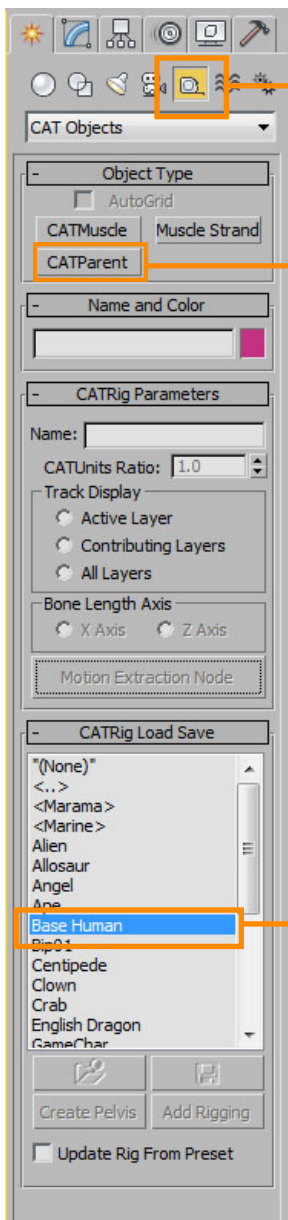 CAT Objects
- Object Type
AutoGrid
CATMuscle Muscle Strand
CATParent
- Name and Color
- CATRig Parameters
Name:
CATUnits Ratio: 1.0
Track Display
Active Layer
Contributing Layers
All Layers
Bone Length Axis
X Axis Z Axis
Motion Extraction Node
- CATRig Load Save
"(None)"
<..>
<Marama>
<Marine>
Alien
Allosaur
Angel
Ape
Base Human
Bip01
Centipede
Clown
Crab
English Dragon
GameChar
Create Pelvis Add Rigging
Update Rig From Preset